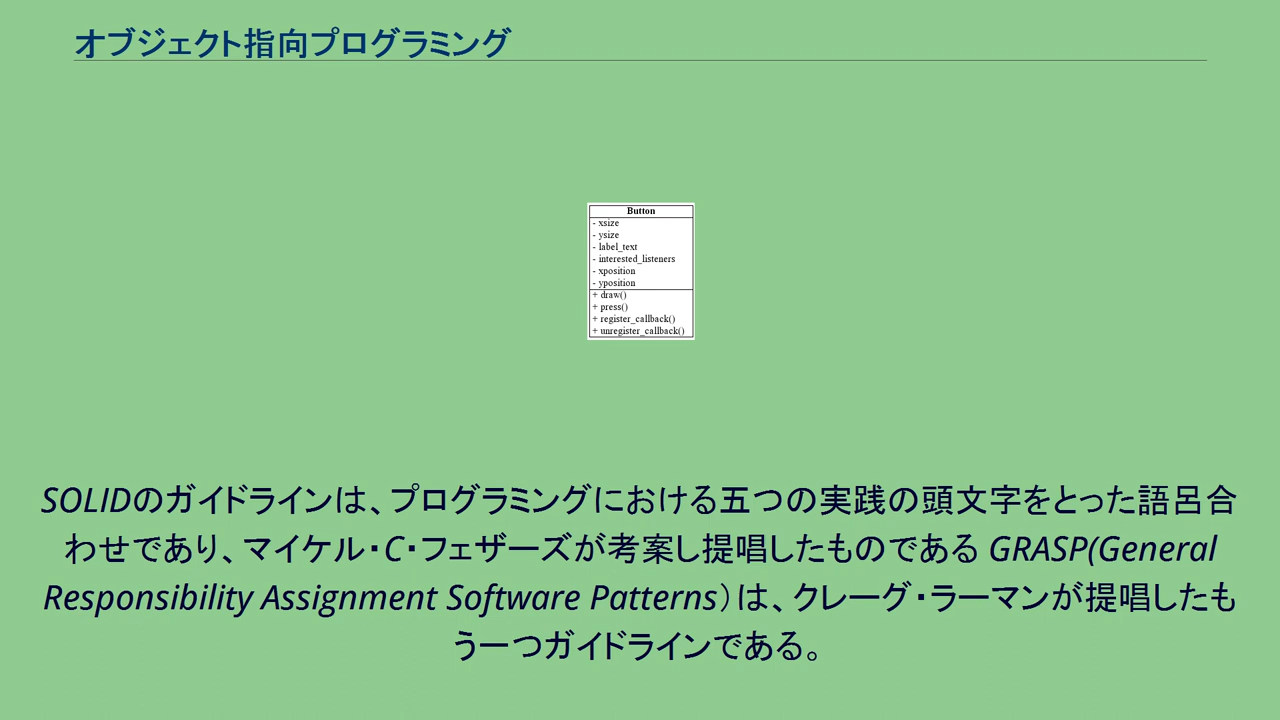 オブジェクト指向プログラミング
Button
- xsize
- ysize
- label_text
- interested_listeners
- xposition
- yposition
+ draw()
+ press()
+ register_callback()
+ unregister_callback()
SOLIDのガイドラインは、プログラミングにおける五つの実践の頭文字をとった語呂合
わせであり、マイケル・C・フェザーズが考案し提唱したものである GRASP(General
Responsibility Assignment Software Patterns）は、クレーグ・ラーマンが提唱したも
う一つガイドラインである。